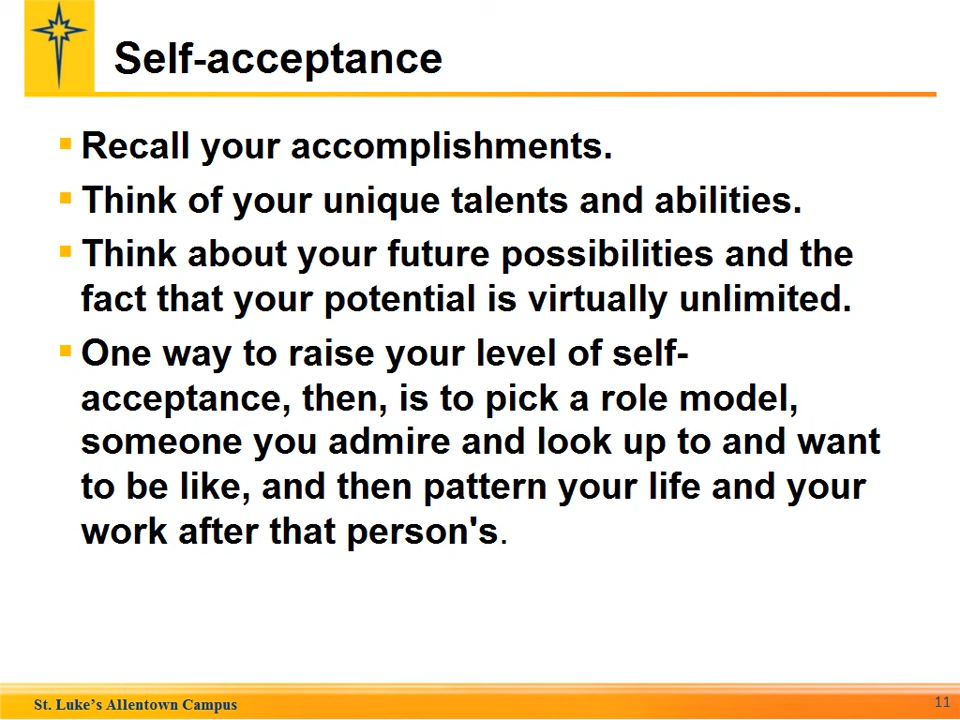 Self-acceptance
Recall your accomplishments.
Think of your unique talents and abilities.
Think about your future possibilities and the
fact that your potential is virtually unlimited.
One way to raise your level of self-
acceptance, then, is to pick a role model,
someone you admire and look up to and want
to be like, and then pattern your life and your
work after that person's.
St. Luke’s Allentown Campus
11